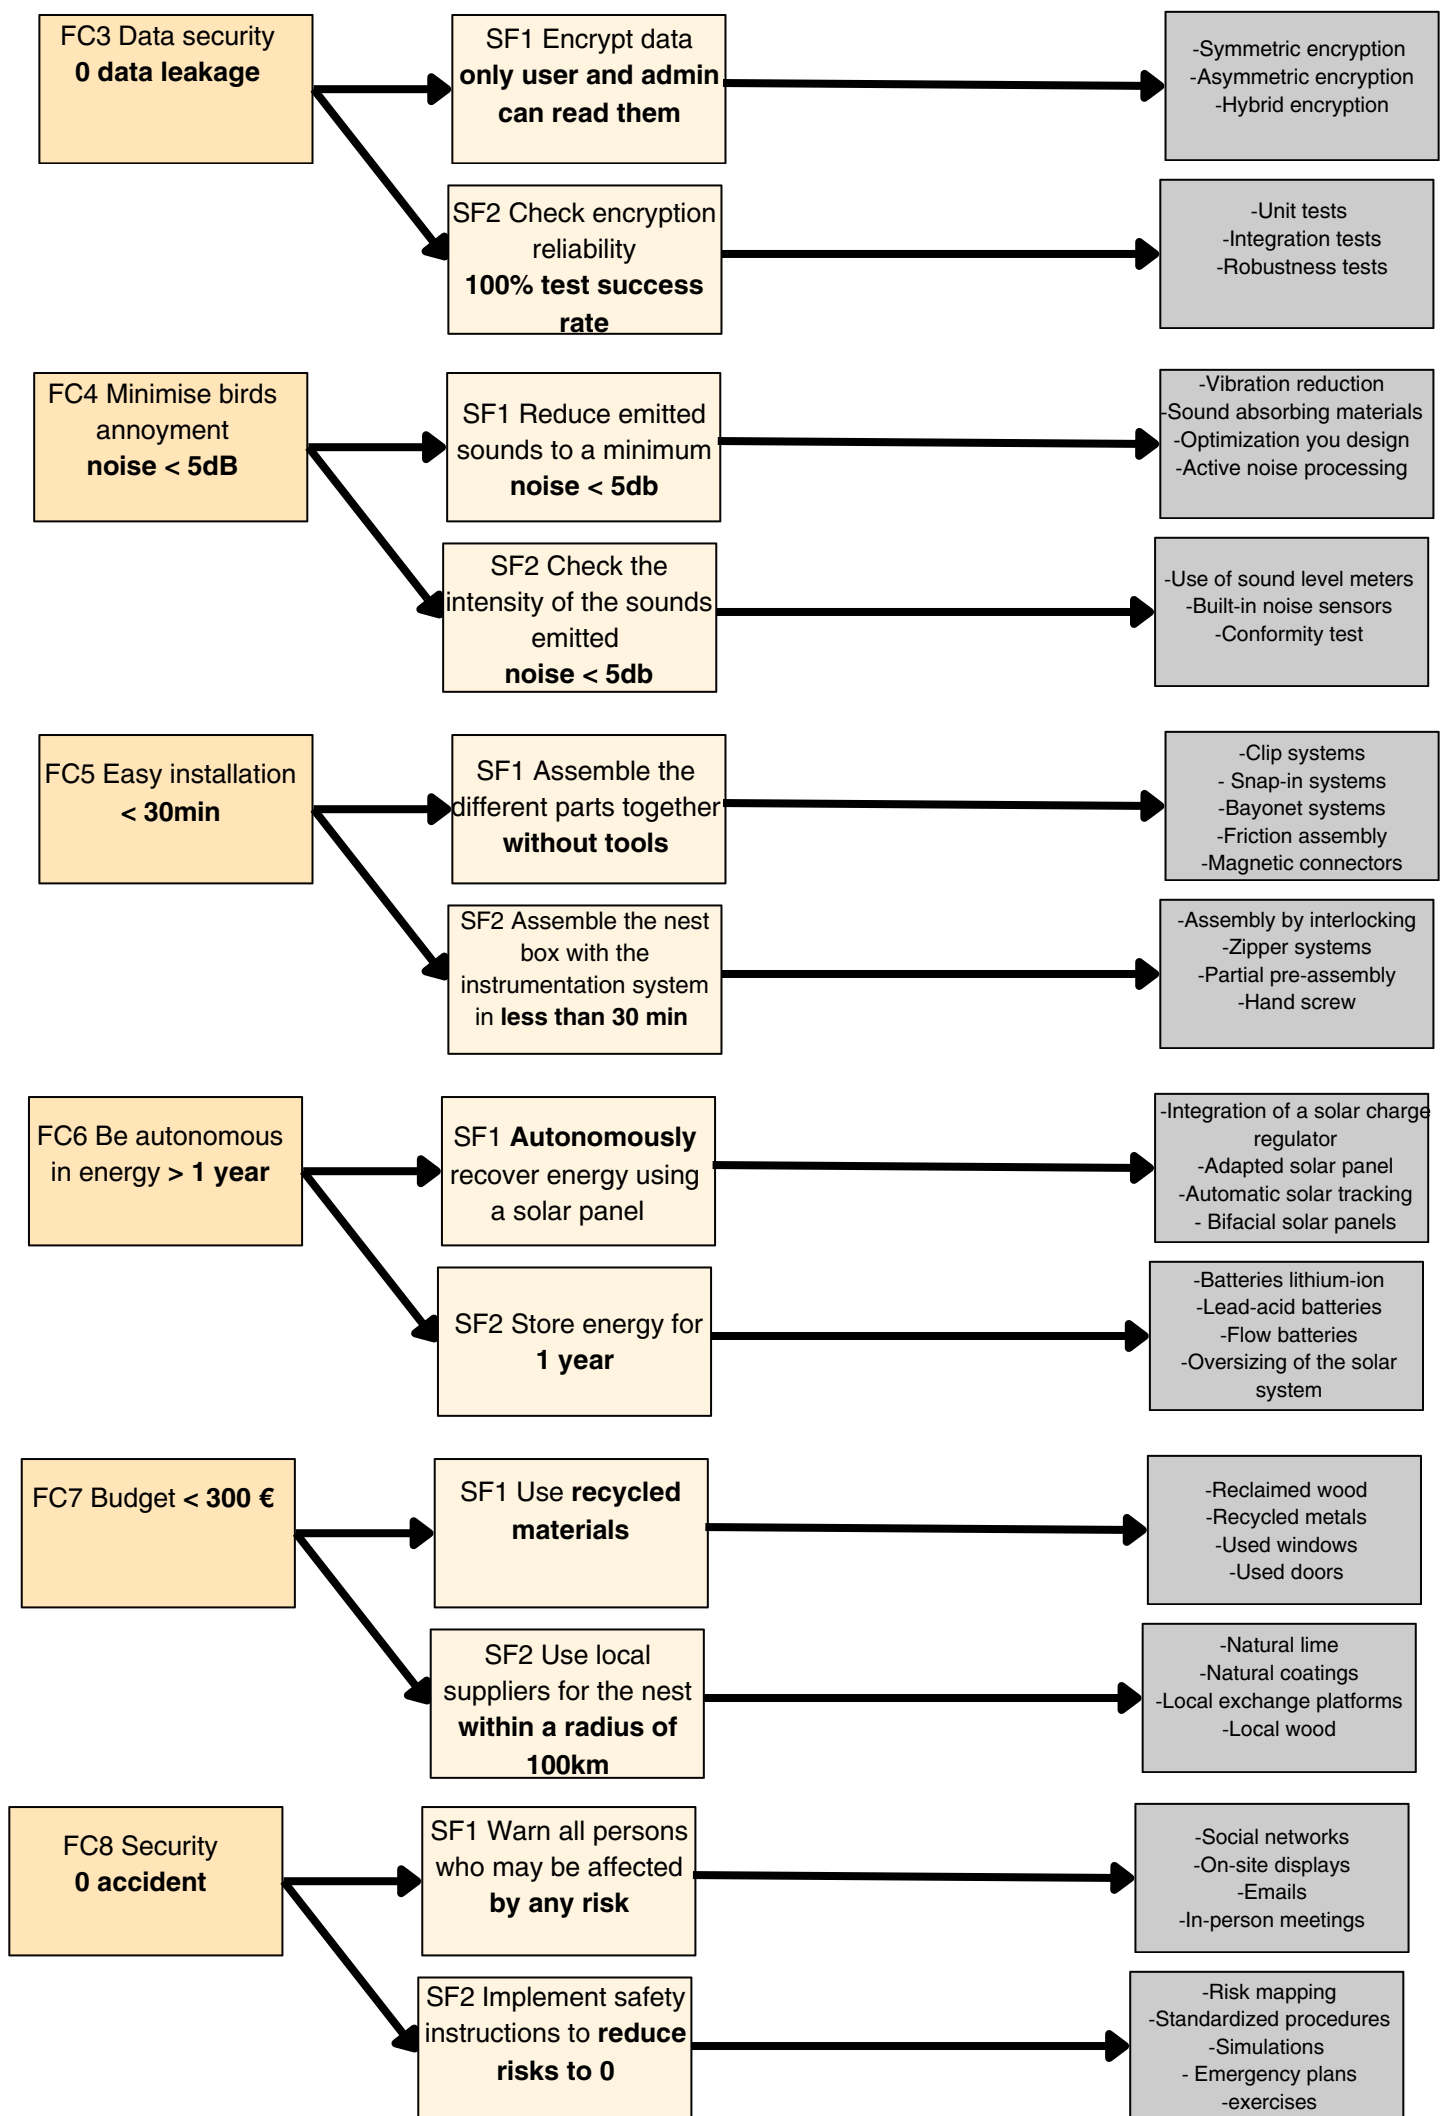 FC3 Data security
0 data leakage
SF1 Encrypt data
only user and admin
can read them
-Symmetric encryption
-Asymmetric encryption
-Hybrid encryption
SF2 Check encryption
reliability
100% test success
rate
-Unit tests
-Integration tests
-Robustness tests
FC4 Minimise birds
annoyment
noise < 5dB
SF1 Reduce emitted
sounds to a minimum
noise < 5db
-Vibration reduction
-Sound absorbing materials
-Optimization you design
-Active noise processing
SF2 Check the
intensity of the sounds
emitted
noise < 5db
-Use of sound level meters
-Built-in noise sensors
-Conformity test
FC5 Easy installation
< 30min
SF1 Assemble the
different parts together
without tools
-Clip systems
- Snap-in systems
-Bayonet systems
-Friction assembly
-Magnetic connectors
SF2 Assemble the nest
box with the
instrumentation system
in less than 30 min
-Assembly by interlocking
-Zipper systems
-Partial pre-assembly
-Hand screw
FC6 Be autonomous
in energy > 1 year
SF1 Autonomously
recover energy using
a solar panel
-Integration of a solar charge
regulator
-Adapted solar panel
-Automatic solar tracking
- Bifacial solar panels
SF2 Store energy for
1 year
-Batteries lithium-ion
-Lead-acid batteries
-Flow batteries
-Oversizing of the solar
system
FC7 Budget < 300 €
SF1 Use recycled
materials
-Reclaimed wood
-Recycled metals
-Used windows
-Used doors
SF2 Use local
suppliers for the nest
within a radius of
100km
-Natural lime
-Natural coatings
-Local exchange platforms
-Local wood
FC8 Security
0 accident
SF1 Warn all persons
who may be affected
by any risk
-Social networks
-On-site displays
-Emails
-In-person meetings
SF2 Implement safety
instructions to reduce
risks to 0
-Risk mapping
-Standardized procedures
-Simulations
- Emergency plans
-exercises